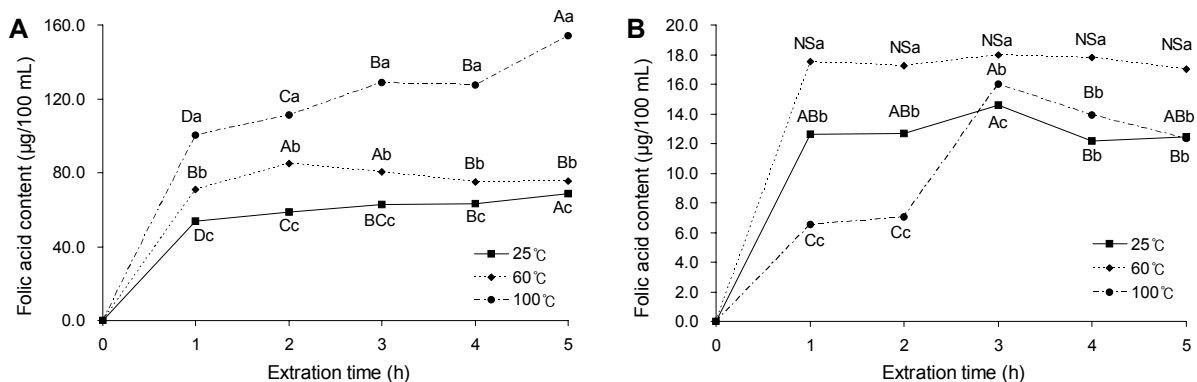 A
Folic acid content (µg/100 mL)
160.0
120.0
80.0
40.0
0.0
Da
Ca
Ba
Ba
Aa
Bb
Ab
Ab
Bb
Bb
Dc
Cc
BCc
Bc
Ac
25℃
60℃
100℃
0 1 2 3 4 5
Extration time (h)
B
Folic acid content (µg/100 mL)
20.0
18.0
16.0
14.0
12.0
10.0
8.0
6.0
4.0
2.0
0.0
NSa
NSa
NSa
NSa
NSa
ABb
ABb
Ac
Bb
ABb
Cc
Cc
Ab
Bb
Bb
25℃
60℃
100℃
0 1 2 3 4 5
Extration time (h)